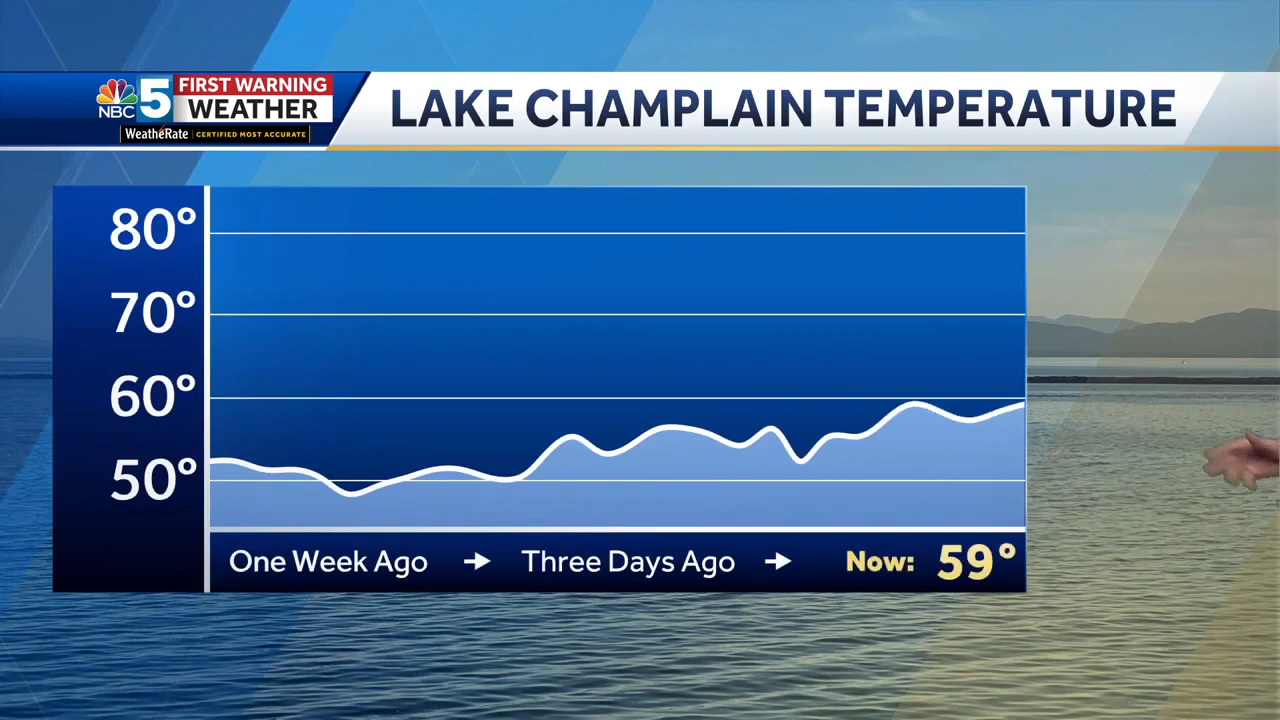 NBC 5 FIRST WARNING
WEATHER
WeatheRate CERTIFIED MOST ACCURATE
LAKE CHAMPLAIN TEMPERATURE
80°
70°
60°
50°
One Week Ago → Three Days Ago → Now: 59°